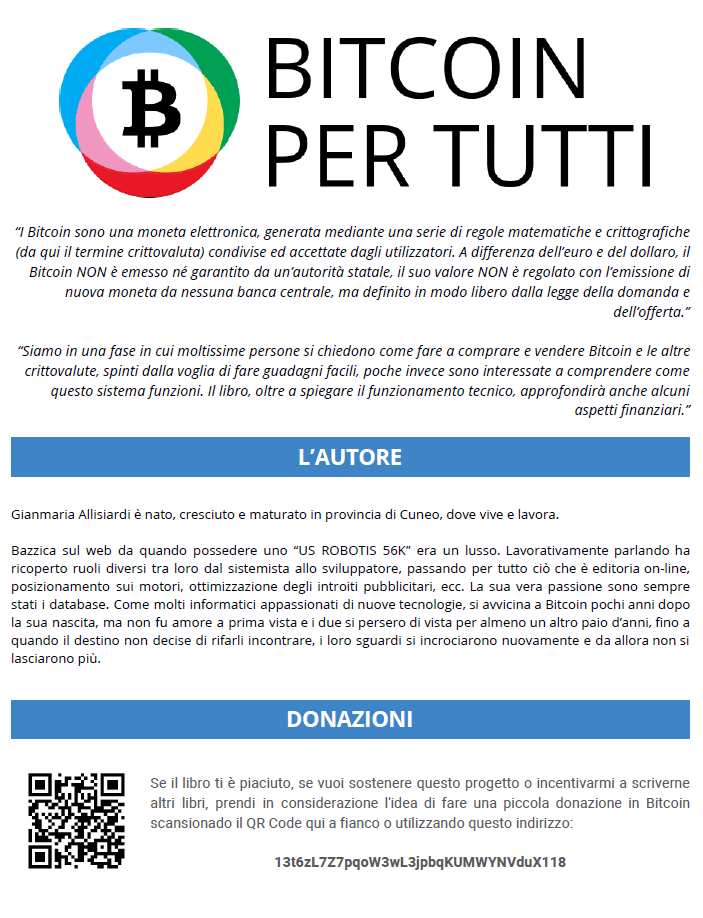 BITCOIN
PER TUTTI
“I Bitcoin sono una moneta elettronica, generata mediante una serie di regole matematiche e crittografiche
(da qui il termine crittovaluta) condivise ed accettate dagli utilizzatori. A differenza dell’euro e del dollaro, il
Bitcoin NON è emesso né garantito da un’autorità statale, il suo valore NON è regolato con l’emissione di
nuova moneta da nessuna banca centrale, ma definito in modo libero dalla legge della domanda e
dell’offerta.”
“Siamo in una fase in cui moltissime persone si chiedono come fare a comprare e vendere Bitcoin e le altre
crittovalute, spinti dalla voglia di fare guadagni facili, poche invece sono interessate a comprendere come
questo sistema funzioni. Il libro, oltre a spiegare il funzionamento tecnico, approfondirà anche alcuni
aspetti finanziari.”
L’AUTORE
Gianmaria Allisiardi è nato, cresciuto e maturato in provincia di Cuneo, dove vive e lavora.
Bazzica sul web da quando possedere uno “US ROBOTIS 56K” era un lusso. Lavorativamente parlando ha
ricoperto ruoli diversi tra loro dal sistemista allo sviluppatore, passando per tutto ciò che è editoria on-line,
posizionamento sui motori, ottimizzazione degli introiti pubblicitari, ecc. La sua vera passione sono sempre
stati i database. Come molti informatici appassionati di nuove tecnologie, si avvicina a Bitcoin pochi anni dopo
la sua nascita, ma non fu amore a prima vista e i due si persero di vista per almeno un altro paio d’anni, fino a
quando il destino non decise di rifarli incontrare, i loro sguardi si incrociarono nuovamente e da allora non si
lasciarono più.
DONAZIONI
Se il libro ti è piaciuto, se vuoi sostenere questo progetto o incentivarmi a scriverne
altri libri, prendi in considerazione l'idea di fare una piccola donazione in Bitcoin
scansionado il QR Code qui a fianco o utilizzando questo indirizzo:
13t6zL7Z7pqoW3wL3jpbqKUMWYNVduX118